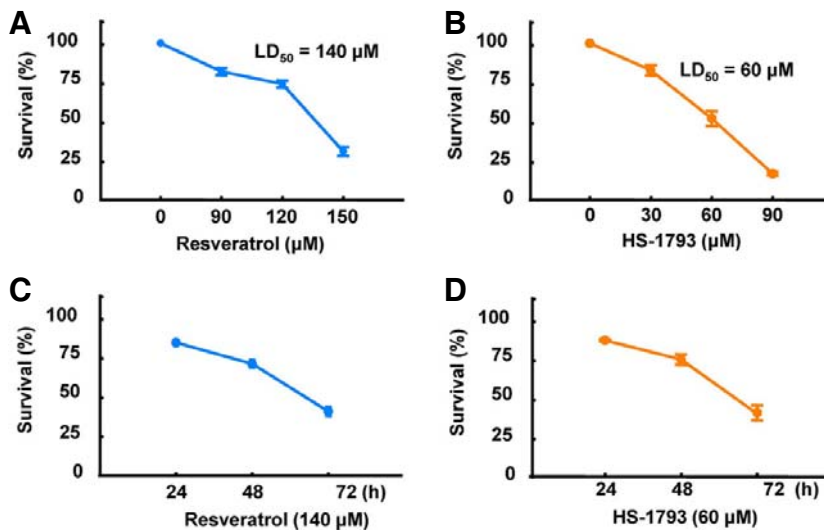 A
Survival (%)
100
75
50
25
0
LD50 = 140 µM
0 90 120 150
Resveratrol (µM)
B
Survival (%)
100
75
50
25
0
LD50 = 60 µM
0 30 60 90
HS-1793 (µM)
C
Survival (%)
100
75
50
25
0
24 48 72 (h)
Resveratrol (140 µM)
D
Survival (%)
100
75
50
25
0
24 48 72 (h)
HS-1793 (60 µM)